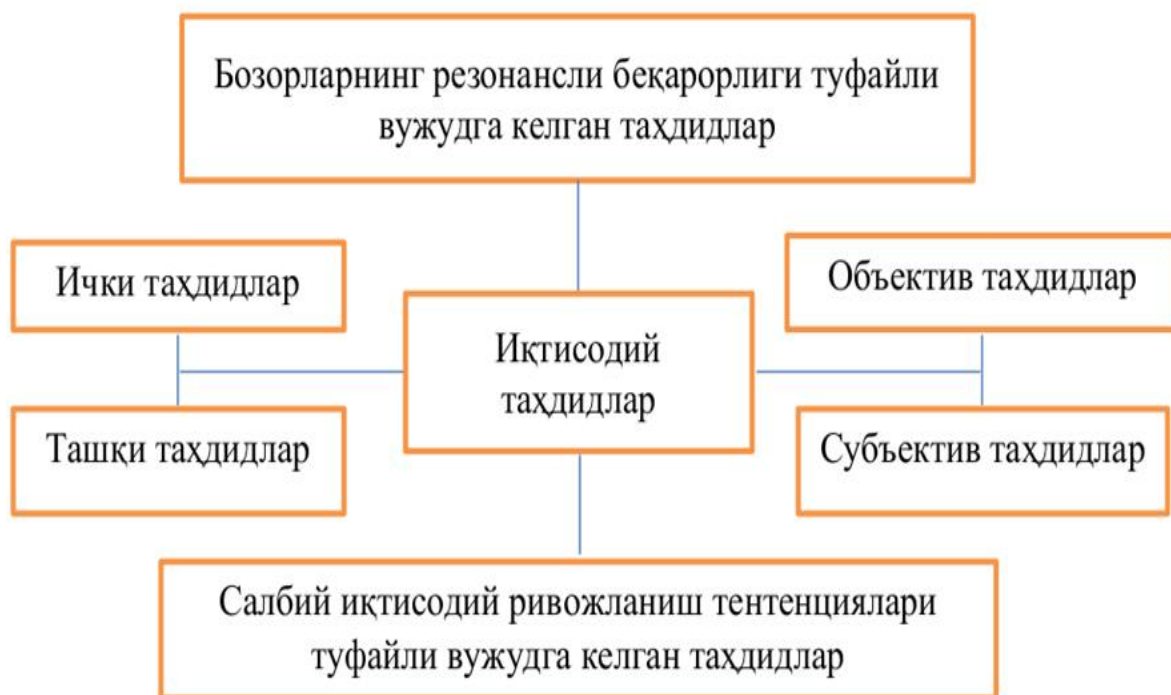 Бозорларнинг резонансли беқарорлиги туфайли
вужудга келган таҳдидлар
Ички таҳдидлар
Объектив таҳдидлар
Иқтисодий
таҳдидлар
Ташқи таҳдидлар
Субъектив таҳдидлар
Салбий иқтисодий ривожланиш тентенциялари
туфайли вужудга келган таҳдидлар